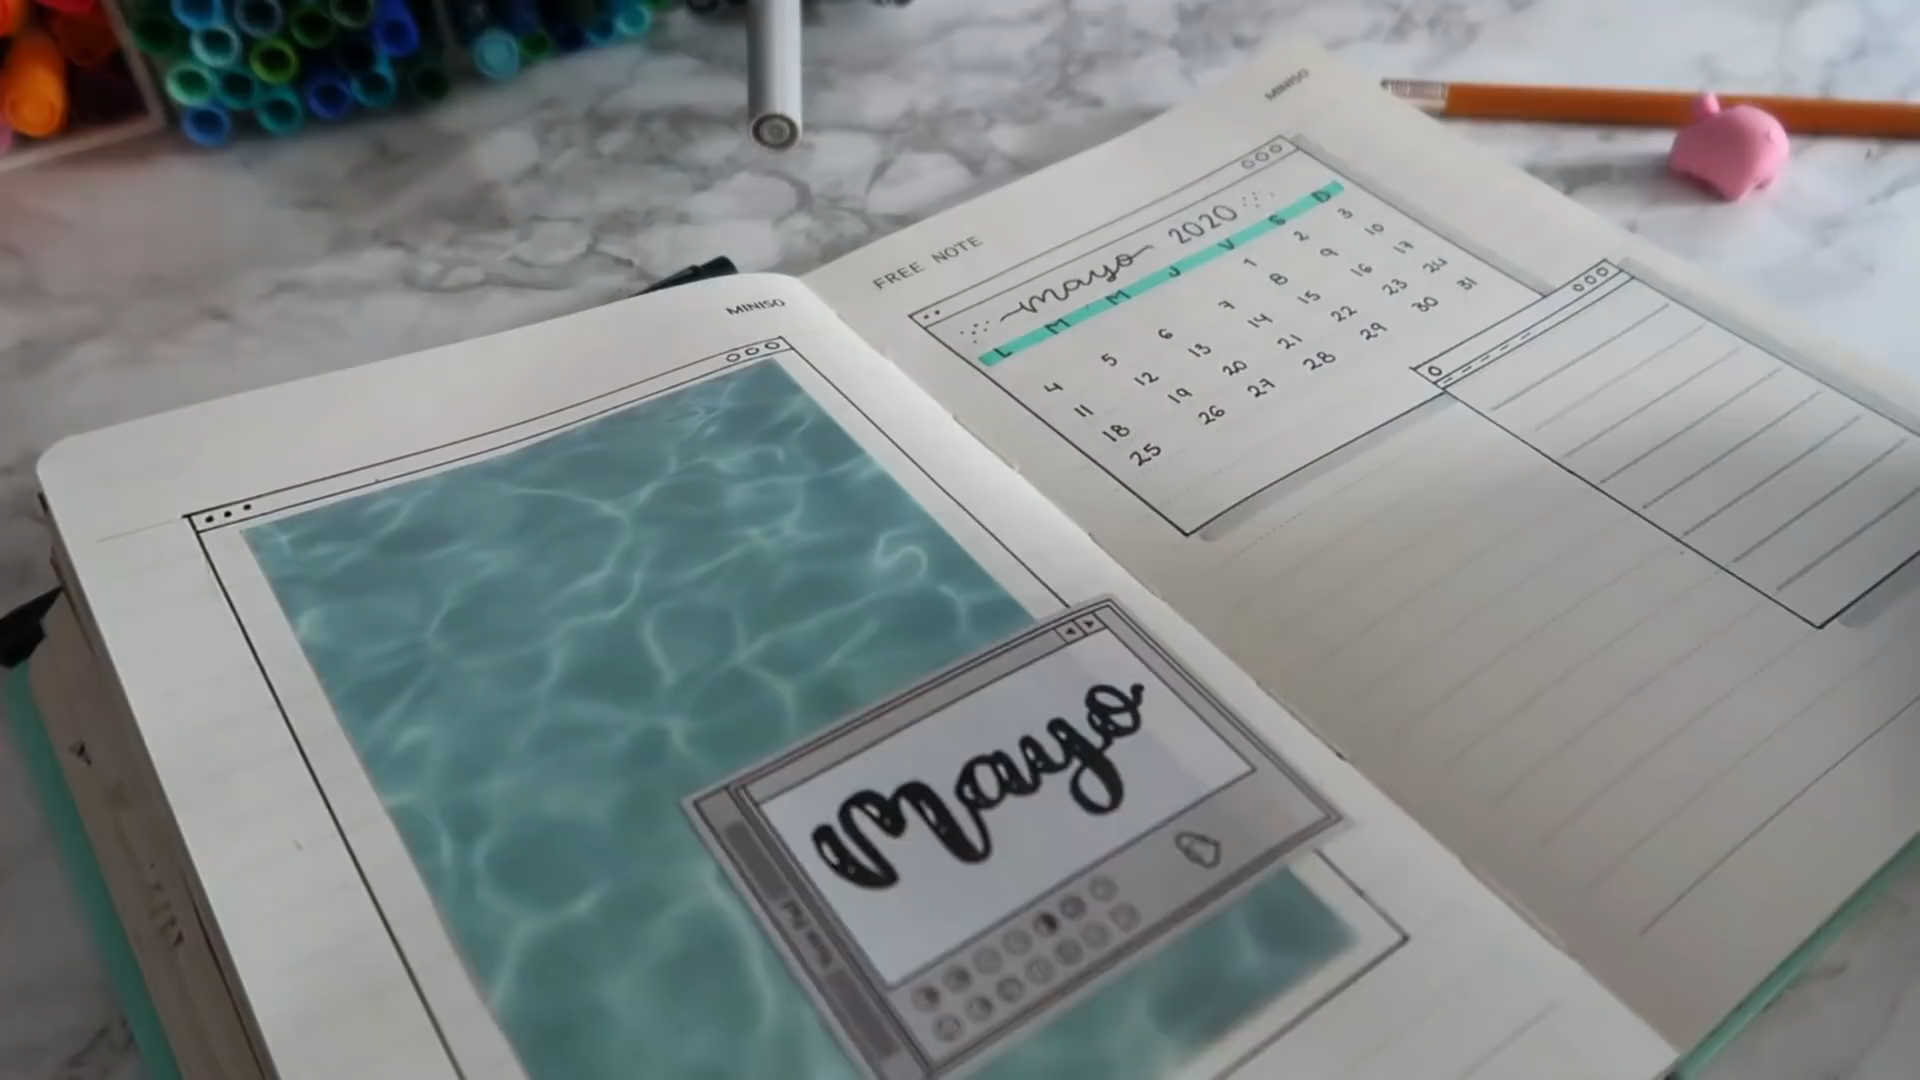 MINISO
Mayo
FREE NOTE
MINISO
mayo 2020
L M M J V S D
1 2 3
4 5 6 7 8 9 10
11 12 13 14 15 16 17
18 19 20 21 22 23 24
25 26 27 28 29 30 31